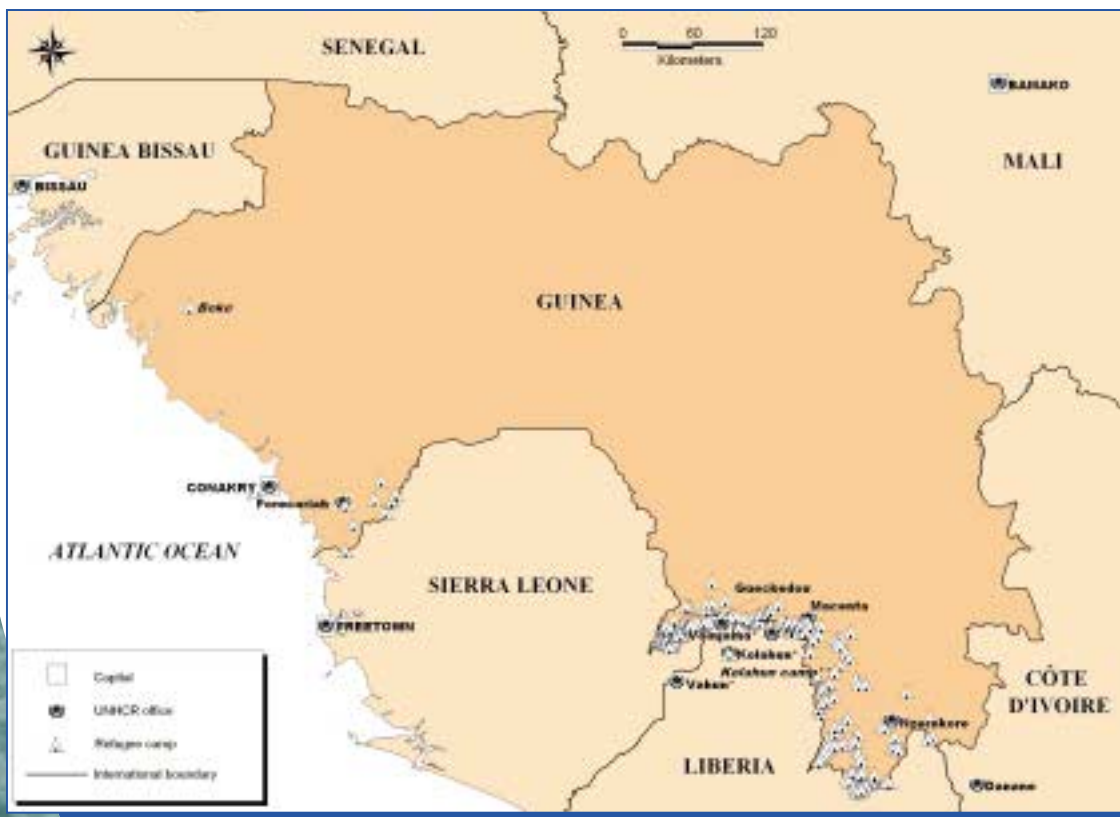 SENEGAL
0 60 120
Kilometers
BAMAKO
GUINEA BISSAU
MALI
BISSAU
GUINEA
Boke
CONAKRY
Forecariah
ATLANTIC OCEAN
SIERRA LEONE
Gueckedou
Macenta
FREETOWN
Kolahun*
Kolahun camp
Vahun*
CÔTE
D'IVOIRE
Nzerekore
LIBERIA
Danane
Capital
UNHCR office
Refugee camp
International boundary